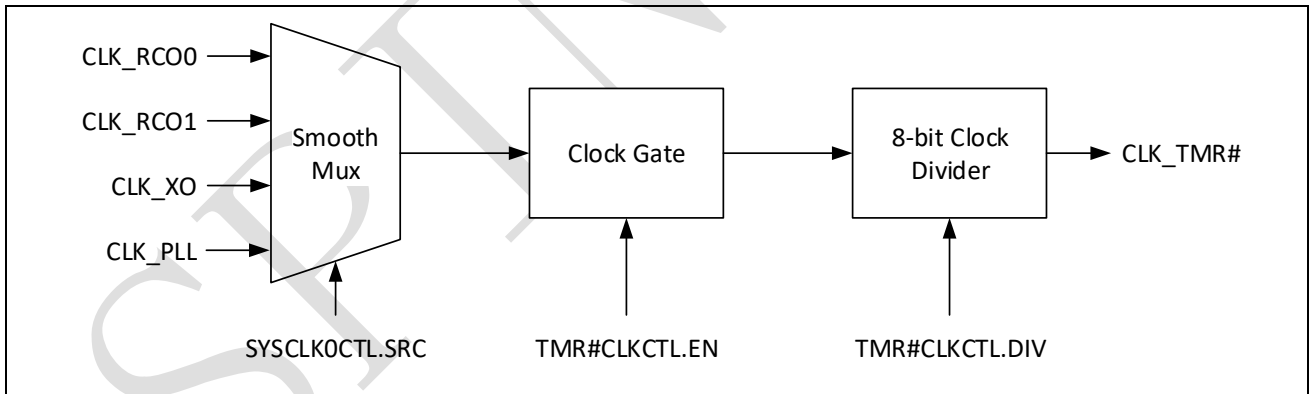 CLK_RCO0
CLK_RCO1
CLK_XO
CLK_PLL
Smooth
Mux
Clock Gate
8-bit Clock
Divider
CLK_TMR#
SYSCLK0CTL.SRC
TMR#CLKCTL.EN
TMR#CLKCTL.DIV